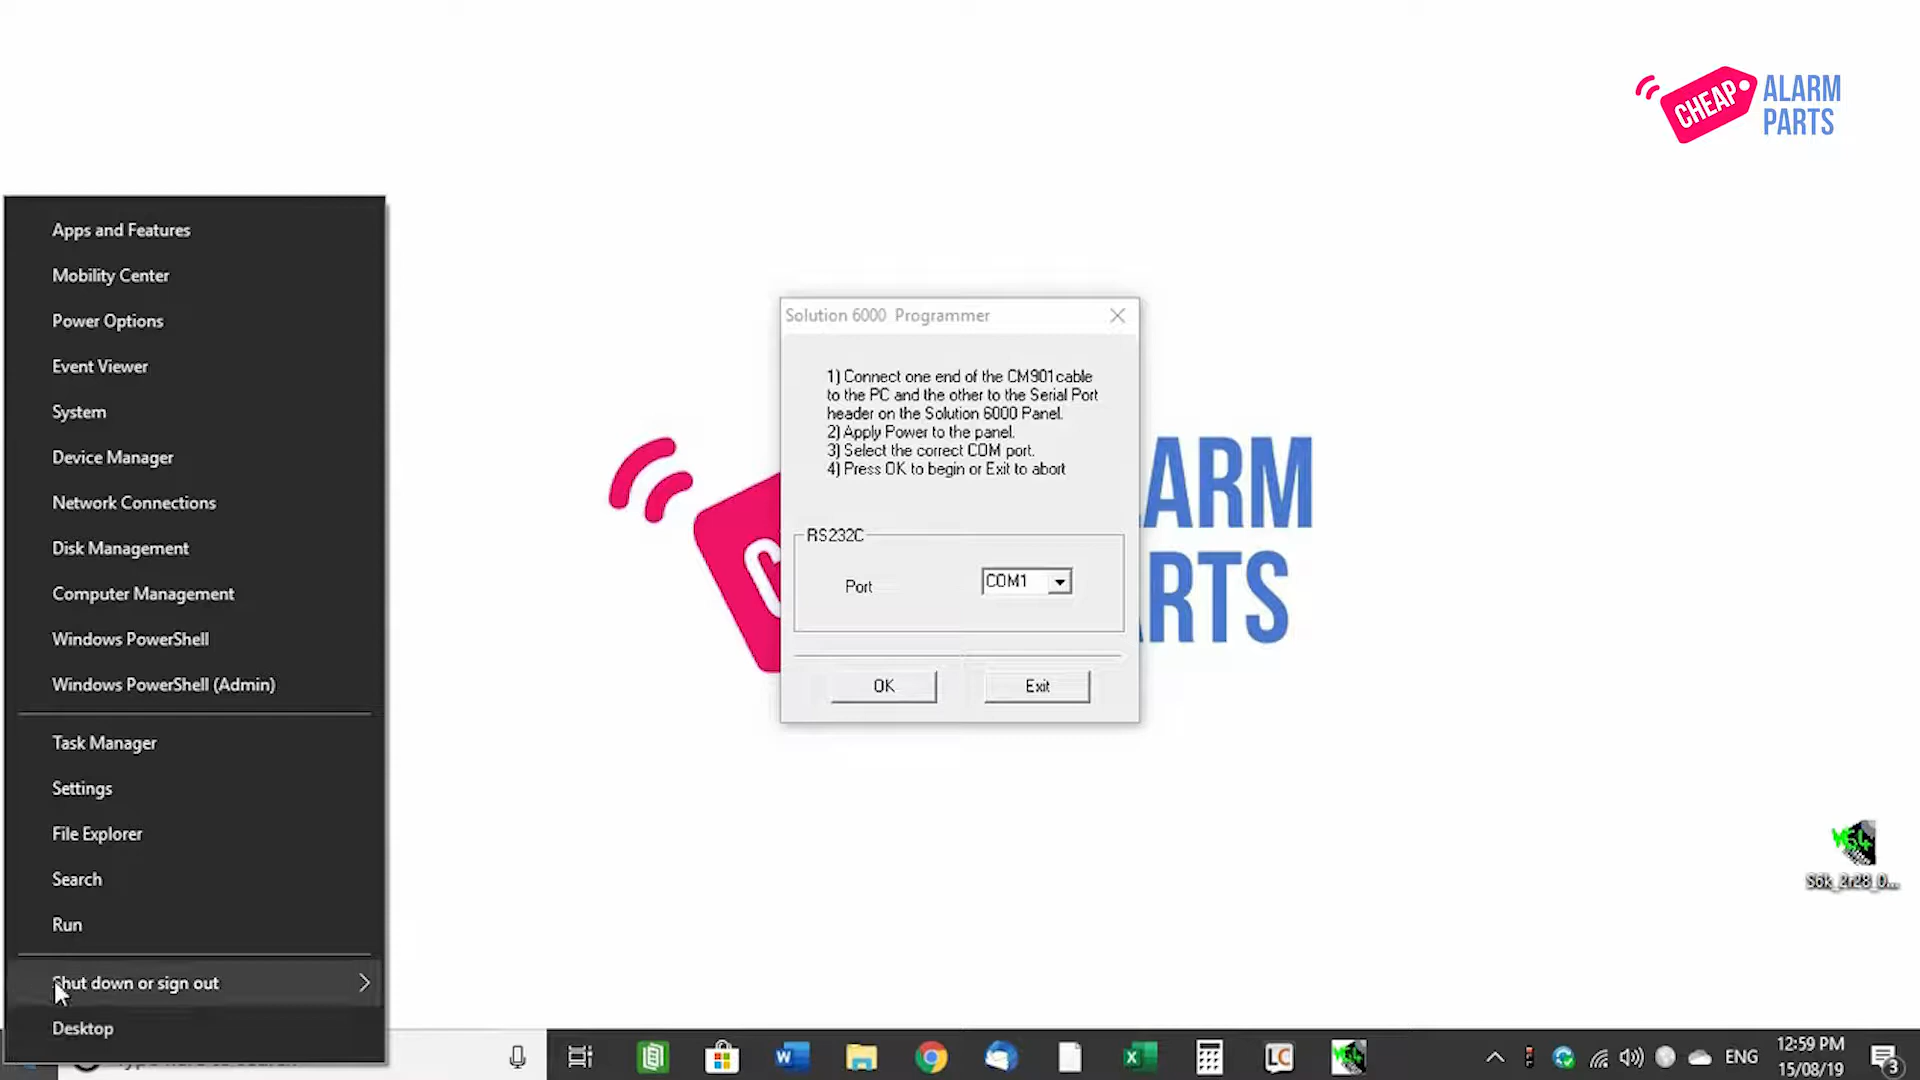 CHEAP
ALARM
PARTS
Apps and Features
Mobility Center
Power Options
Event Viewer
System
Device Manager
Network Connections
Disk Management
Computer Management
Windows PowerShell
Windows PowerShell (Admin)
Task Manager
Settings
File Explorer
Search
Run
Shut down or sign out
Desktop
Solution 6000 Programmer
1) Connect one end of the CM901cable
to the PC and the other to the Serial Port
header on the Solution 6000 Panel.
2) Apply Power to the panel.
3) Select the correct COM port.
4) Press OK to begin or Exit to abort
RS232C
Port
COM1
OK
Exit
ARM
RTS
S6k_2r28_0...
ENG
12:59 PM
15/08/19
3